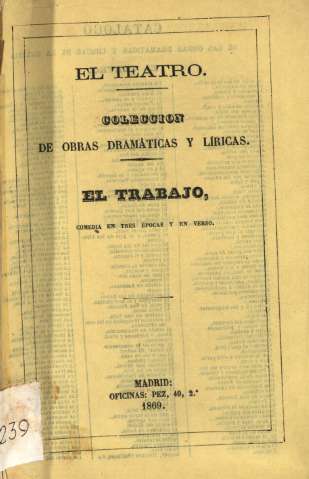 EL TEATRO.
COLECCION
DE OBRAS DRAMÁTICAS Y LÍRICAS.
EL TRABAJO,
COMEDIA EN TRES ÉPOCAS Y EN VERSO.
MADRID:
OFICINAS: PEZ, 40, 2.º
1869.
239